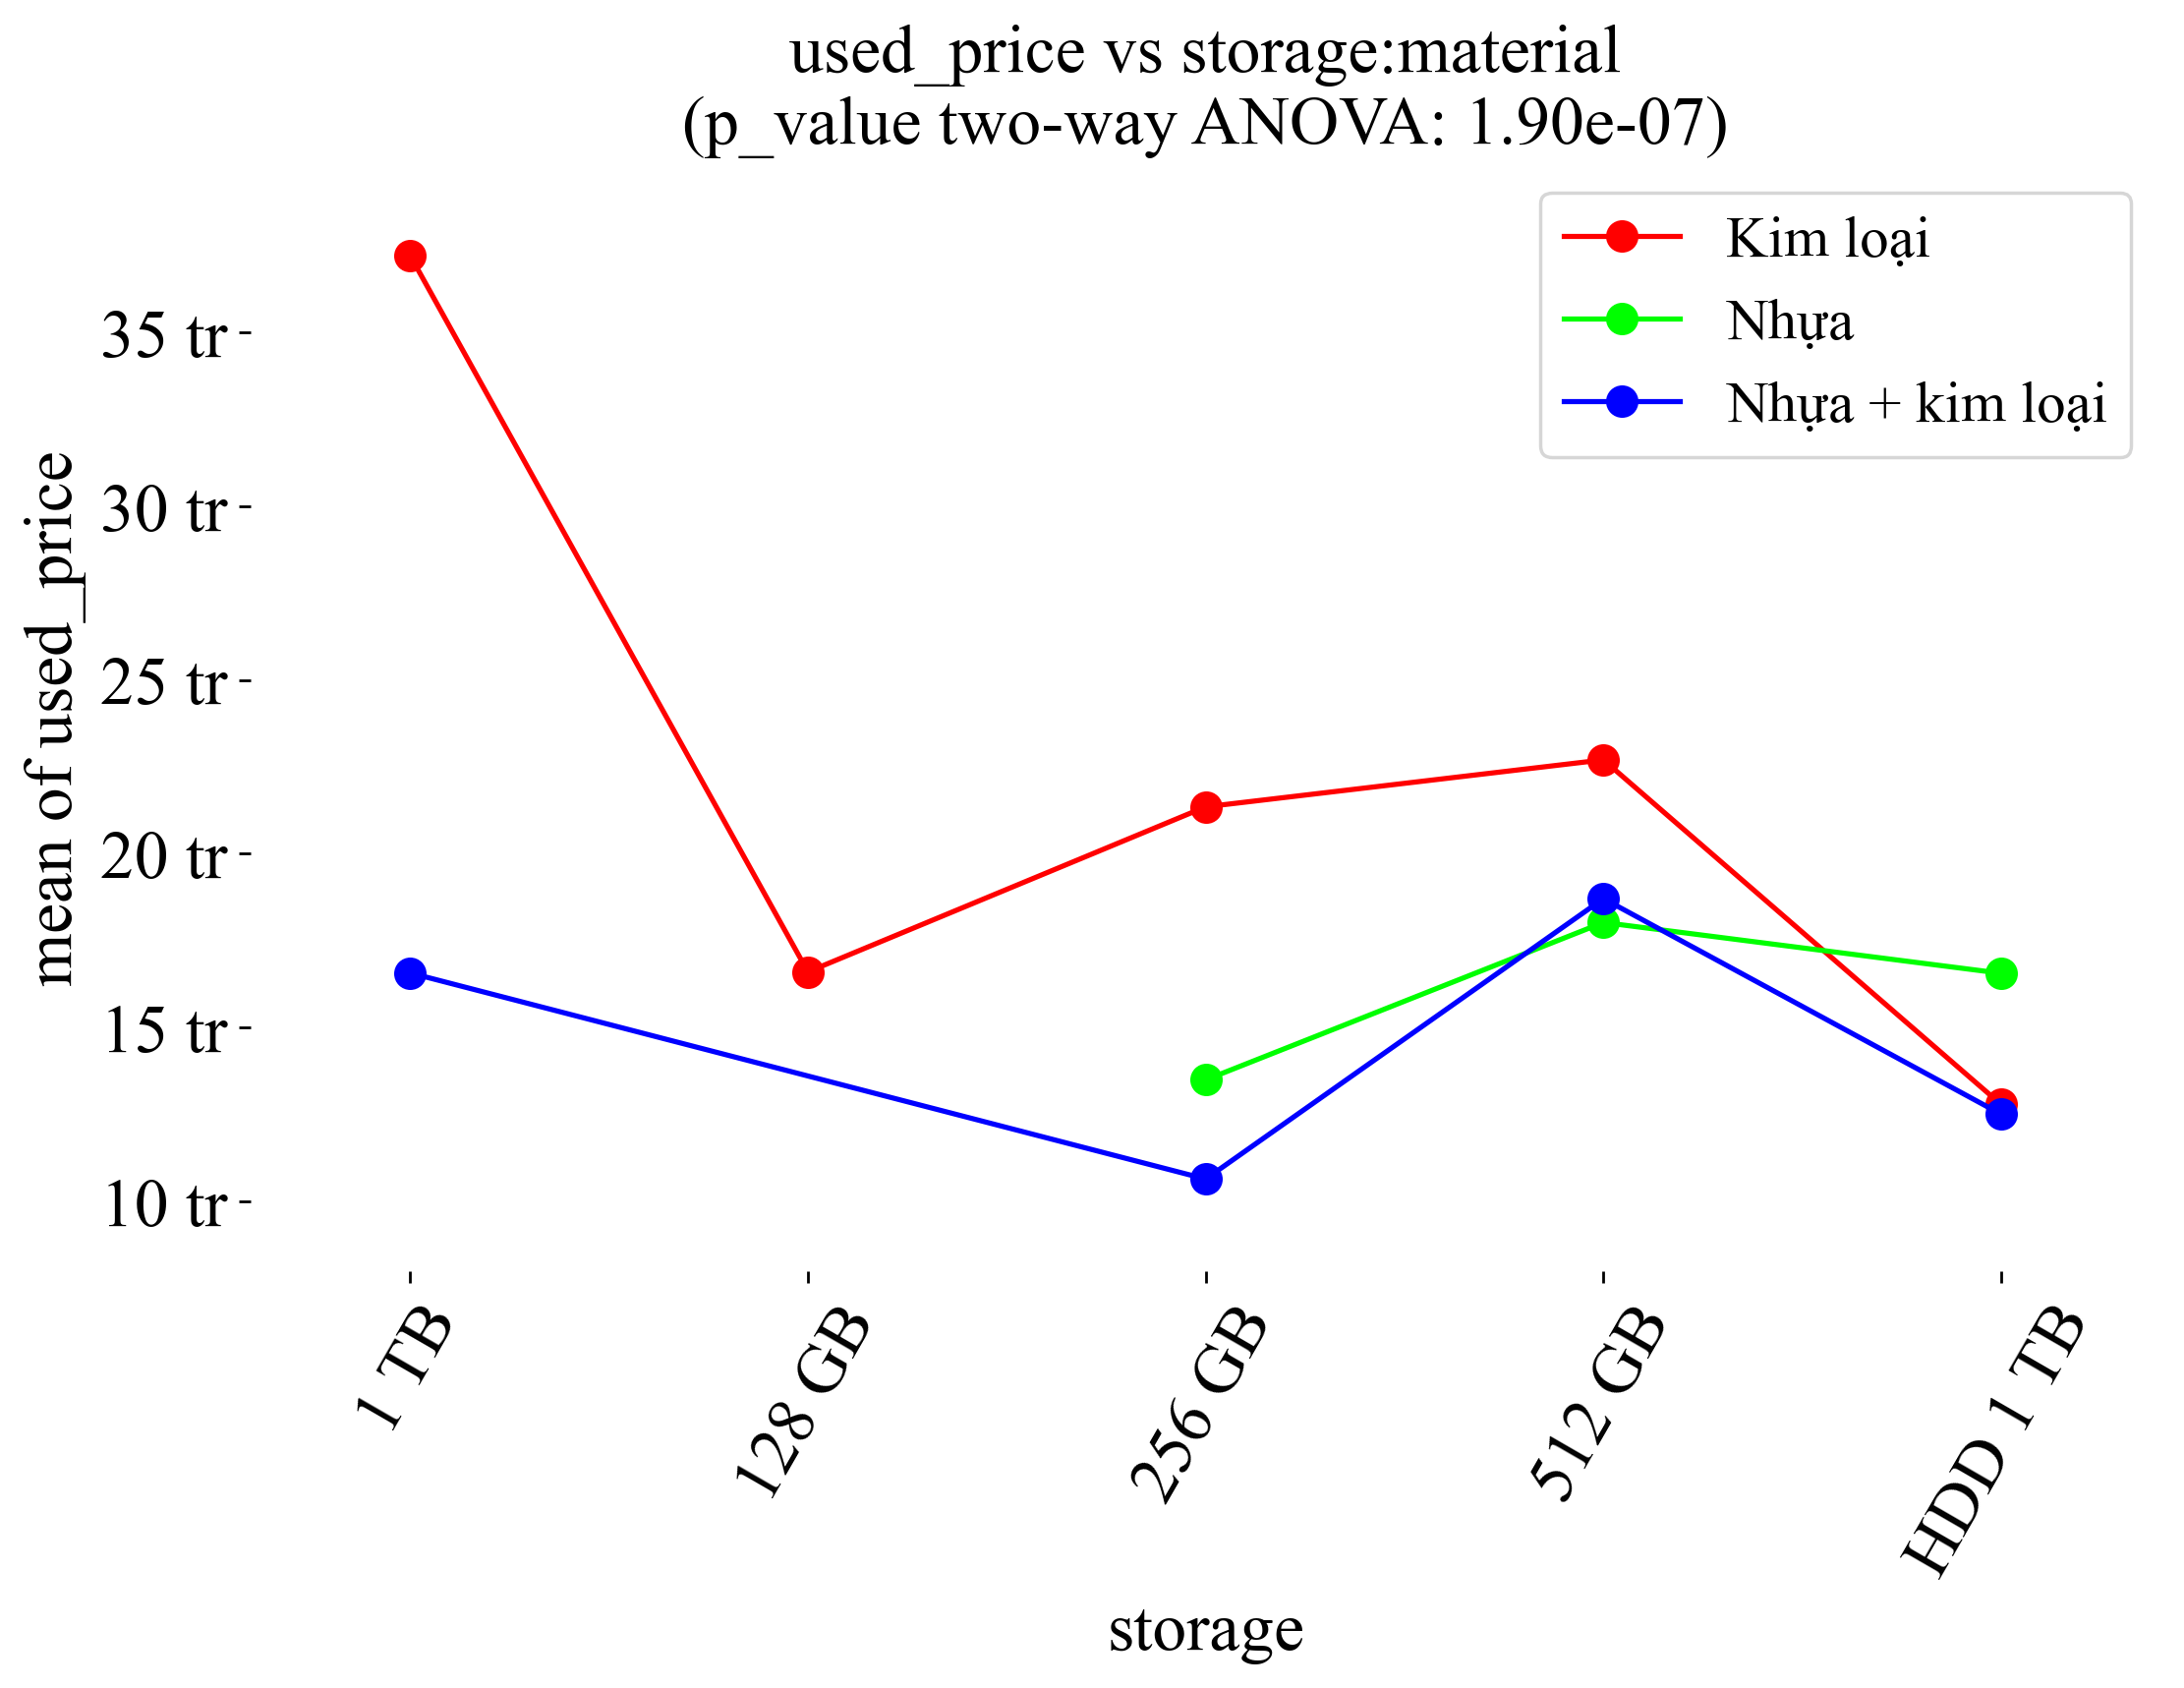 used_price vs storage:material
(p_value two-way ANOVA: 1.90e-07)
Kim loại
Nhựa
Nhựa + kim loại
mean of used_price
35 tr
30 tr
25 tr
20 tr
15 tr
10 tr
1 TB
128 GB
256 GB
512 GB
HDD 1 TB
storage